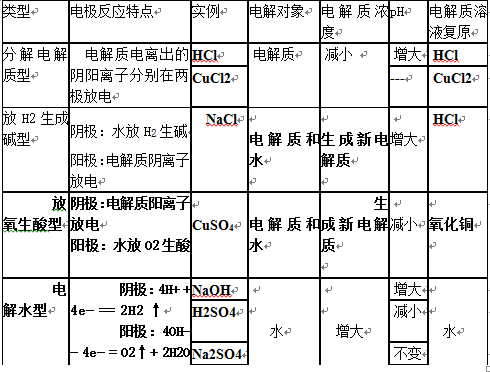 类型 电极反应特点 实例 电解对象 电解质浓度 pH 电解质溶液复原
分解电解质型 电解质电离出的阴阳离子分别在两极放电 HCl 电解质 减小 增大 HCl
CuCl2 --- CuCl2
放H2生成碱型 阴极：水放H2生碱 阳极：电解质阴离子放电 NaCl 电解质和水 生成新电解质 增大 HCl
放氧生酸型 阴极：电解质阳离子放电 阳极：水放O2生酸 CuSO4 电解质和水 生成新电解质 减小 氧化铜
电解水型 阴极：4H+ + 4e- == 2H2 ↑ 阳极：4OH- - 4e- = O2↑+ 2H2O NaOH 水 增大 增大 水
H2SO4 减小
Na2SO4 不变